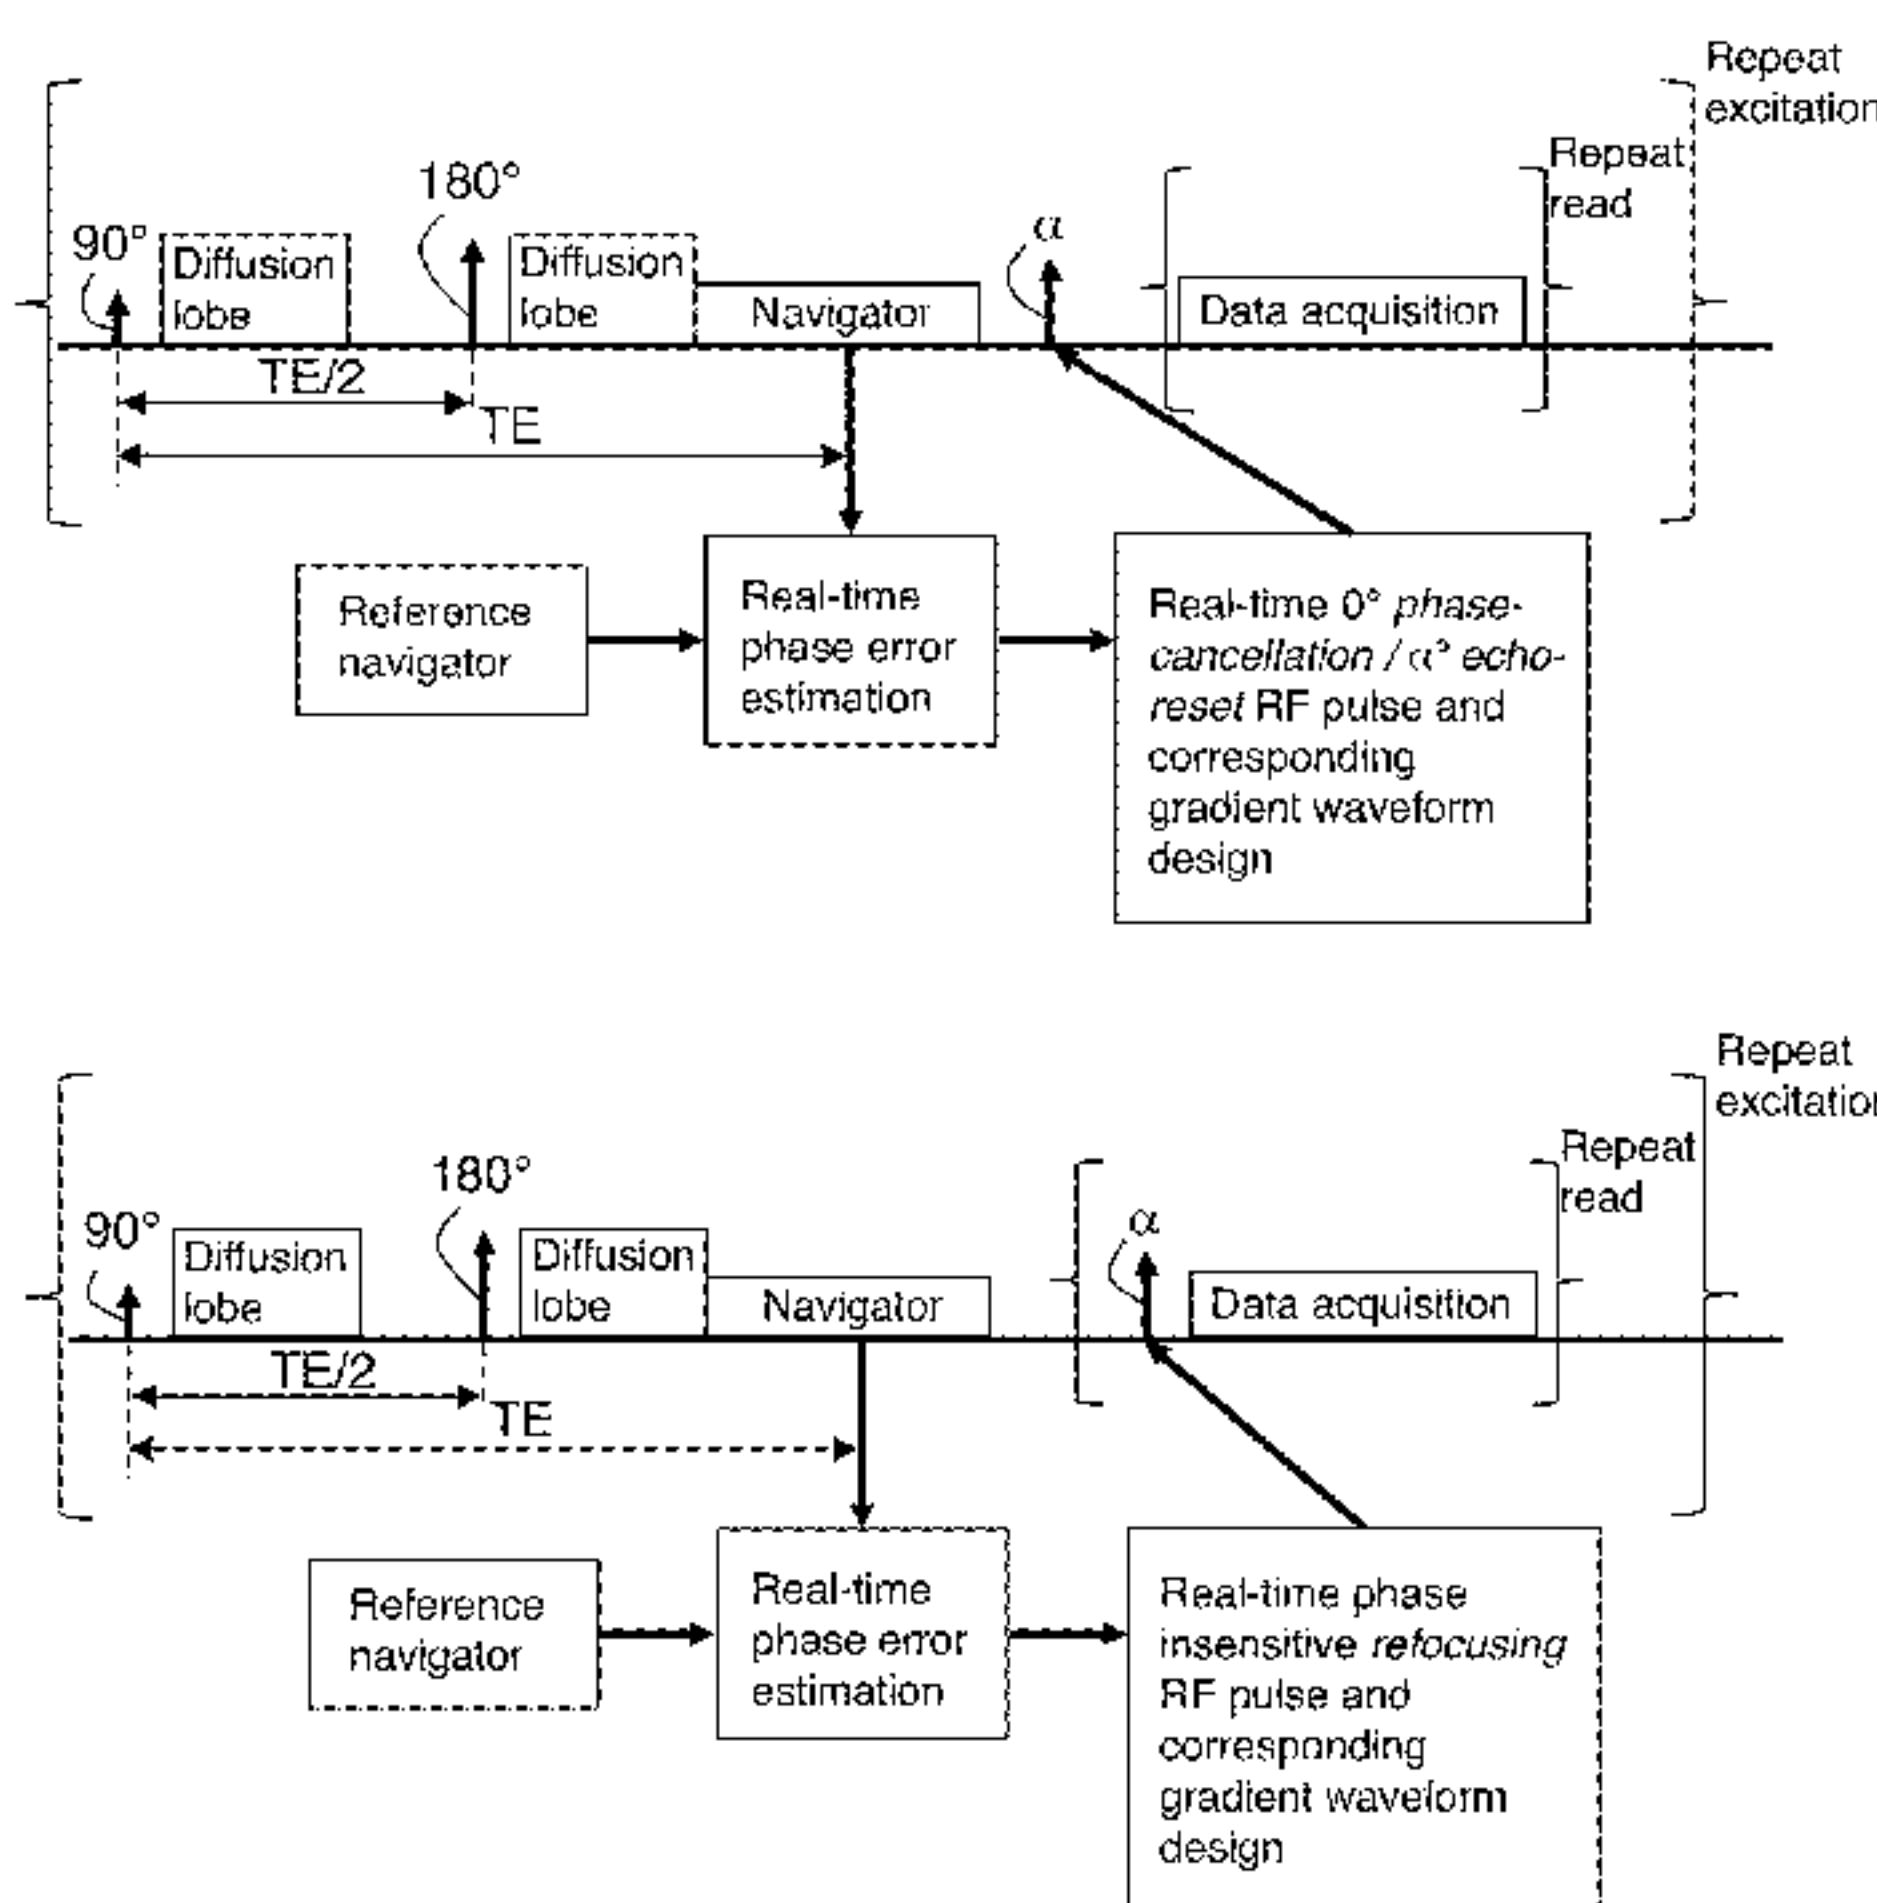 Repeat
excitation
Repeat
read
180°
90°
Diffusion
lobe
Diffusion
lobe
Navigator
α
Data acquisition
TE/2
TE
Reference
navigator
Real-time
phase error
estimation
Real-time 0° phase-
cancellation / α° echo-
reset RF pulse and
corresponding
gradient waveform
design
Repeat
excitation
Repeat
read
180°
90°
Diffusion
lobe
Diffusion
lobe
Navigator
α
Data acquisition
TE/2
TE
Reference
navigator
Real-time
phase error
estimation
Real-time phase
insensitive refocusing
RF pulse and
corresponding
gradient waveform
design